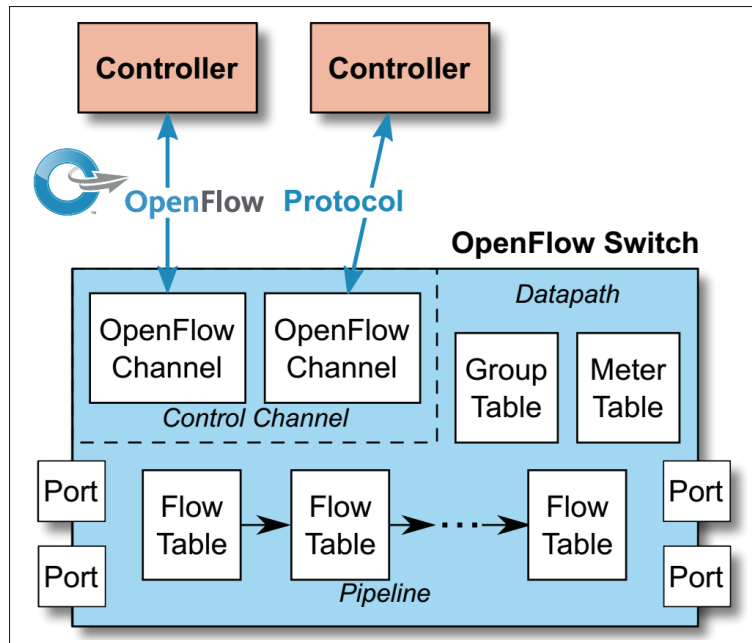 Controller
Controller
OpenFlow
Protocol
™
OpenFlow Switch
Datapath
OpenFlow
Channel
OpenFlow
Channel
Group
Table
Meter
Table
Control Channel
Port
Port
Flow
Table
Flow
Table
...
Flow
Table
Port
Port
Pipeline